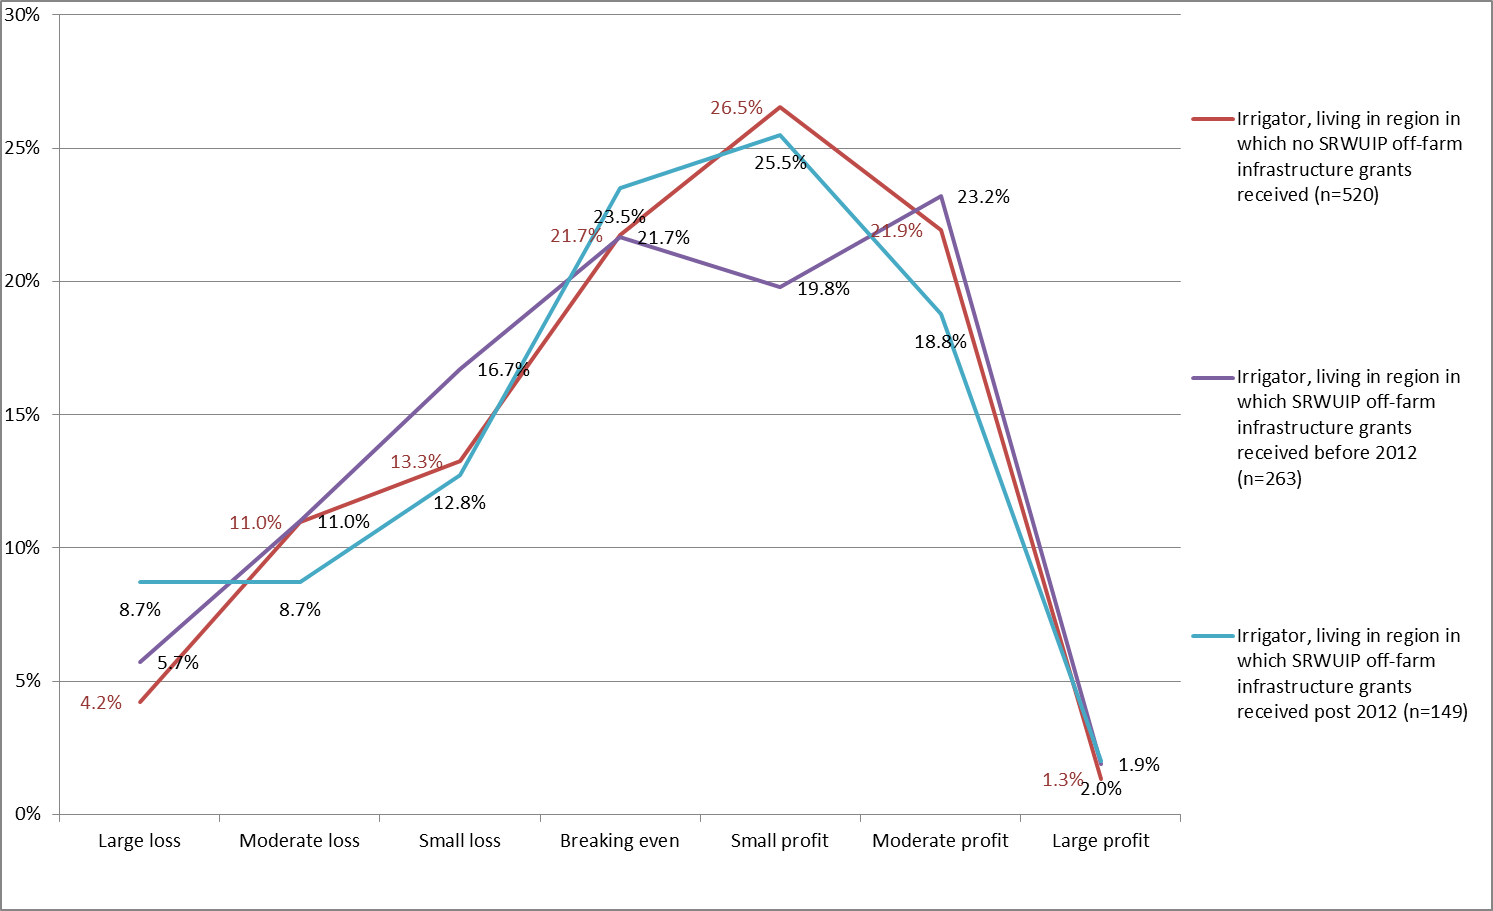 30%
25%
20%
15%
10%
5%
0%
26.5%
25.5%
23.5%
21.7%
21.7%
23.2%
21.9%
19.8%
18.8%
16.7%
13.3%
12.8%
11.0%
11.0%
8.7%
8.7%
5.7%
4.2%
1.9%
1.3%
2.0%
Large loss
Moderate loss
Small loss
Breaking even
Small profit
Moderate profit
Large profit
Irrigator, living in region in
which no SRWUIP off-farm
infrastructure grants
received (n=520)
Irrigator, living in region in
which SRWUIP off-farm
infrastructure grants
received before 2012
(n=263)
Irrigator, living in region in
which SRWUIP off-farm
infrastructure grants
received post 2012 (n=149)